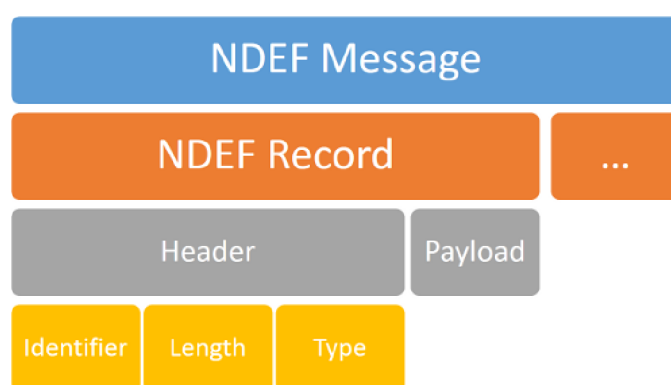 NDEF Message
NDEF Record
...
Header
Payload
Identifier
Length
Type